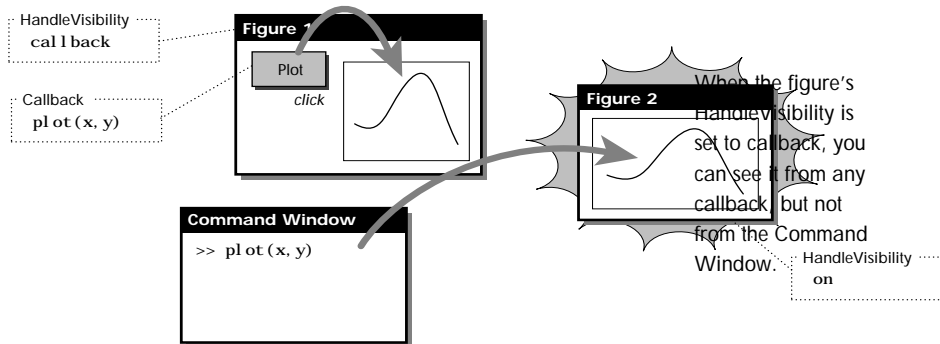 HandleVisibility
callback
Callback
plot(x,y)
Figure 1
Plot
click
Command Window
>> plot(x,y)
Figure 2
When the figure's
HandleVisibility is
set to callback, you
can see it from any
callback, but not
from the Command
Window.
HandleVisibility
on